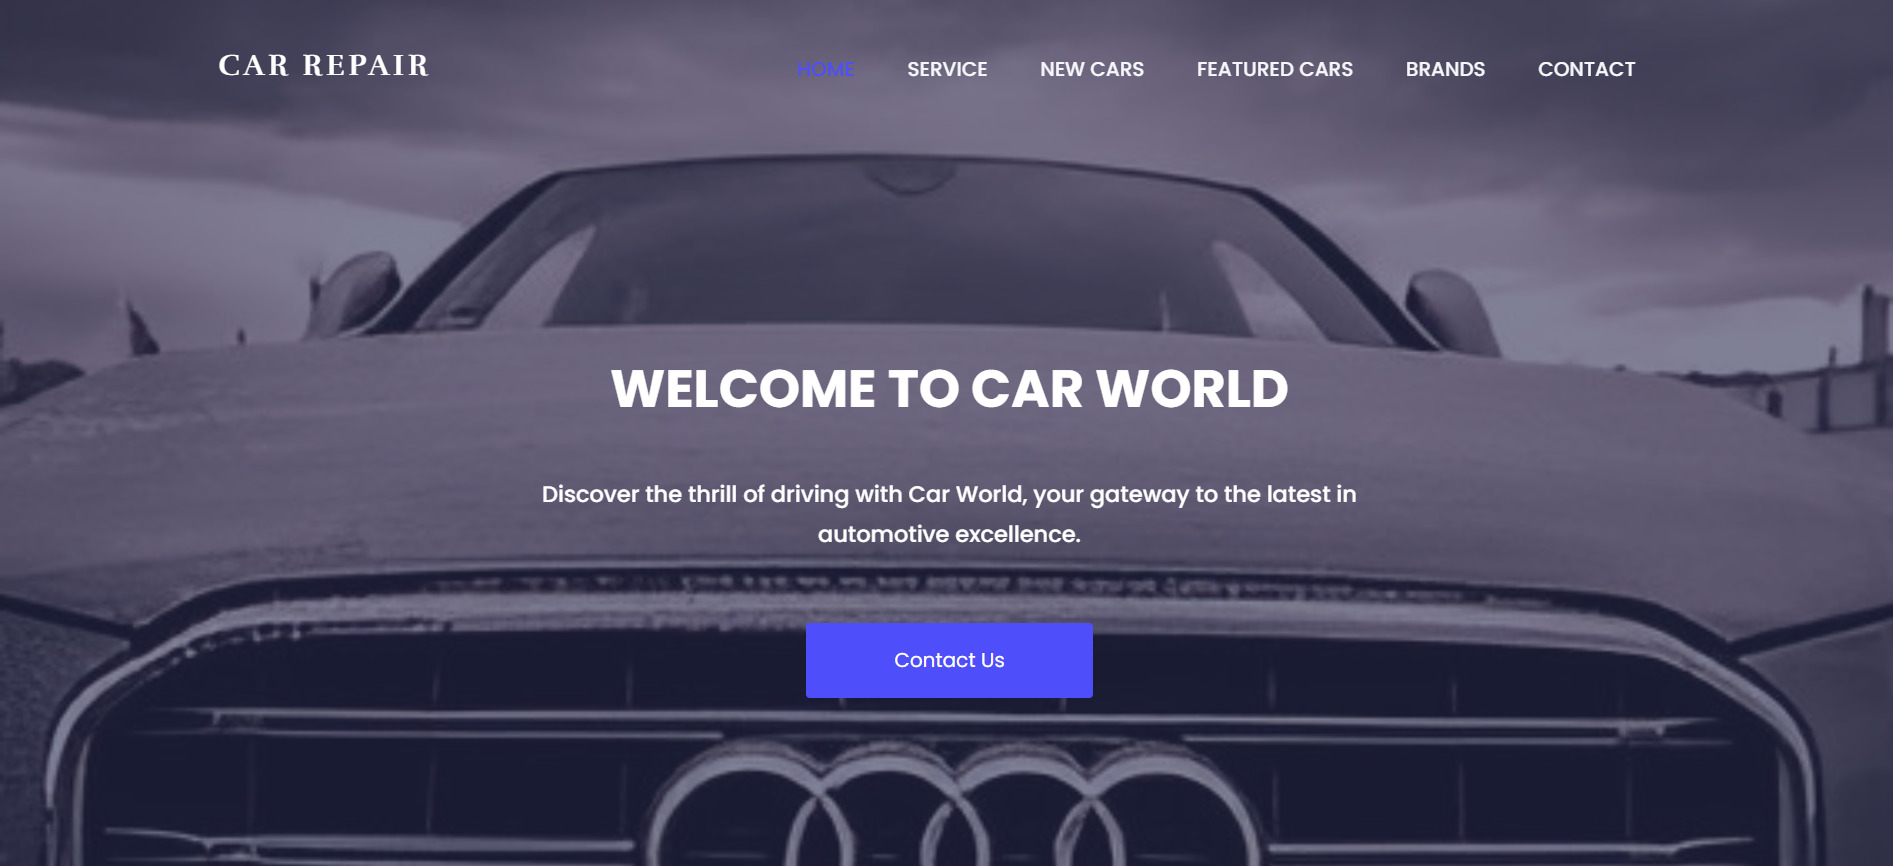 CAR REPAIR
HOME SERVICE NEW CARS FEATURED CARS BRANDS CONTACT
WELCOME TO CAR WORLD
Discover the thrill of driving with Car World, your gateway to the latest in
automotive excellence.
Contact Us